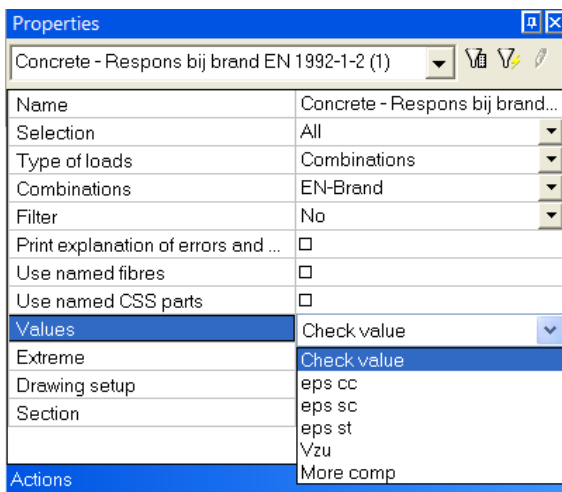 Properties
Concrete - Respons bij brand EN 1992-1-2 (1)
Name Concrete - Respons bij brand...
Selection All
Type of loads Combinations
Combinations EN-Brand
Filter No
Print explanation of errors and ...
Use named fibres
Use named CSS parts
Values Check value
Extreme Check value
Drawing setup eps cc
Section eps sc
eps st
Vzu
More comp
Actions